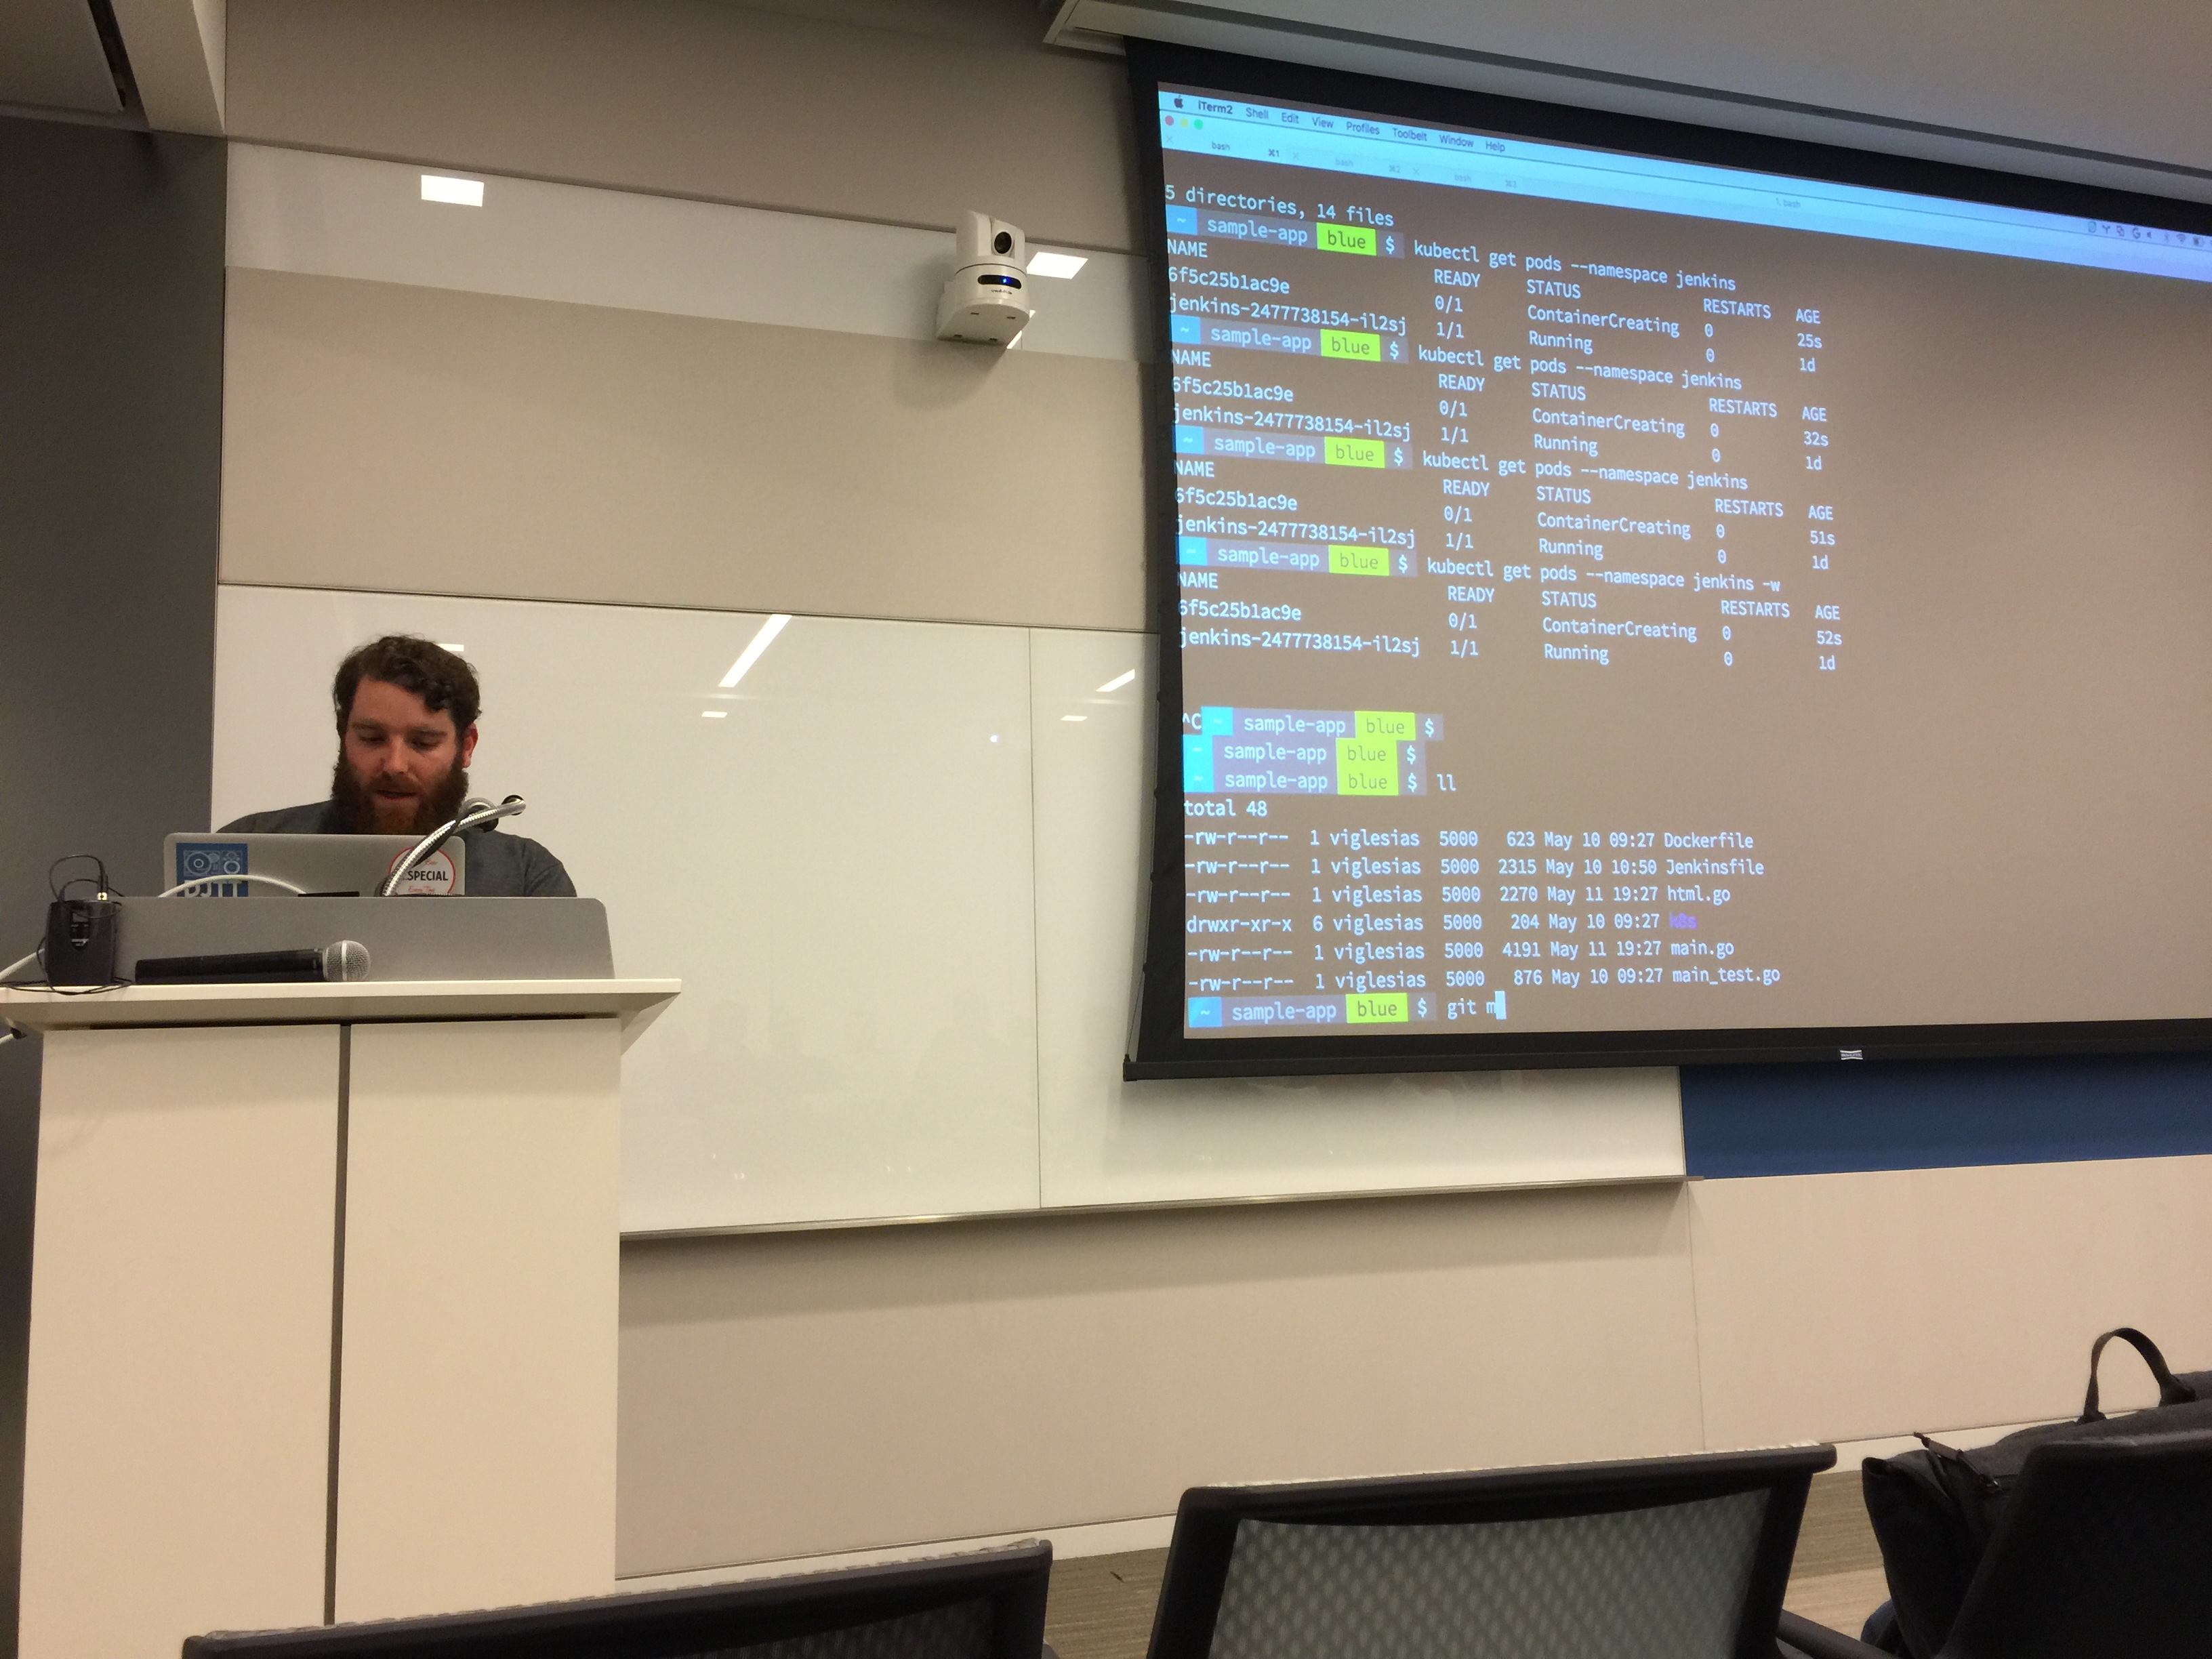 iTerm2 Shell Edit View Profiles Toolbelt Window Help
bash ⌘1 bash ⌘2 bash ⌘3
1. bash
5 directories, 14 files
~ sample-app blue $ kubectl get pods --namespace jenkins
NAME READY STATUS RESTARTS AGE
6f5c25b1ac9e 0/1 ContainerCreating 0 25s
jenkins-2477738154-il2sj 1/1 Running 0 1d
~ sample-app blue $ kubectl get pods --namespace jenkins
NAME READY STATUS RESTARTS AGE
6f5c25b1ac9e 0/1 ContainerCreating 0 32s
jenkins-2477738154-il2sj 1/1 Running 0 1d
~ sample-app blue $ kubectl get pods --namespace jenkins
NAME READY STATUS RESTARTS AGE
6f5c25b1ac9e 0/1 ContainerCreating 0 51s
jenkins-2477738154-il2sj 1/1 Running 0 1d
~ sample-app blue $ kubectl get pods --namespace jenkins -w
NAME READY STATUS RESTARTS AGE
6f5c25b1ac9e 0/1 ContainerCreating 0 52s
jenkins-2477738154-il2sj 1/1 Running 0 1d
^C ~ sample-app blue $
~ sample-app blue $
~ sample-app blue $ ll
total 48
-rw-r--r-- 1 viglesias 5000 623 May 10 09:27 Dockerfile
-rw-r--r-- 1 viglesias 5000 2315 May 10 10:50 Jenkinsfile
-rw-r--r-- 1 viglesias 5000 2270 May 11 19:27 html.go
drwxr-xr-x 6 viglesias 5000 204 May 10 09:27 k8s
-rw-r--r-- 1 viglesias 5000 4191 May 11 19:27 main.go
-rw-r--r-- 1 viglesias 5000 876 May 10 09:27 main_test.go
~ sample-app blue $ git m
DJTT
SPECIAL